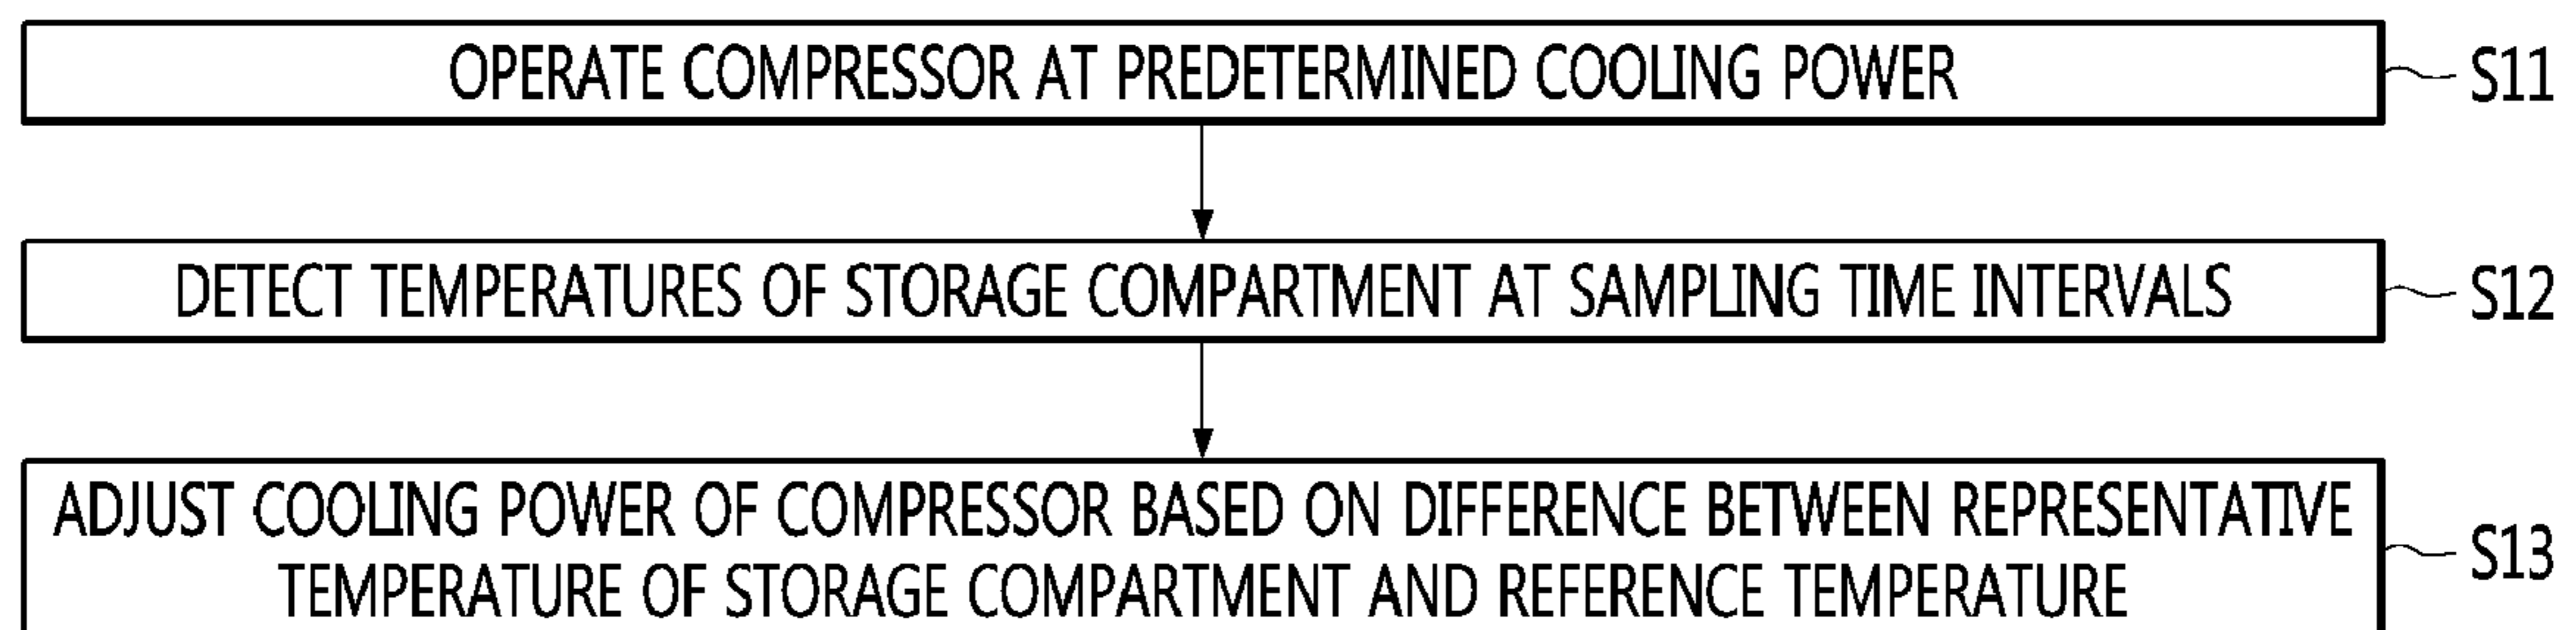 OPERATE COMPRESSOR AT PREDETERMINED COOLING POWER
S11
DETECT TEMPERATURES OF STORAGE COMPARTMENT AT SAMPLING TIME INTERVALS
S12
ADJUST COOLING POWER OF COMPRESSOR BASED ON DIFFERENCE BETWEEN REPRESENTATIVE
TEMPERATURE OF STORAGE COMPARTMENT AND REFERENCE TEMPERATURE
S13